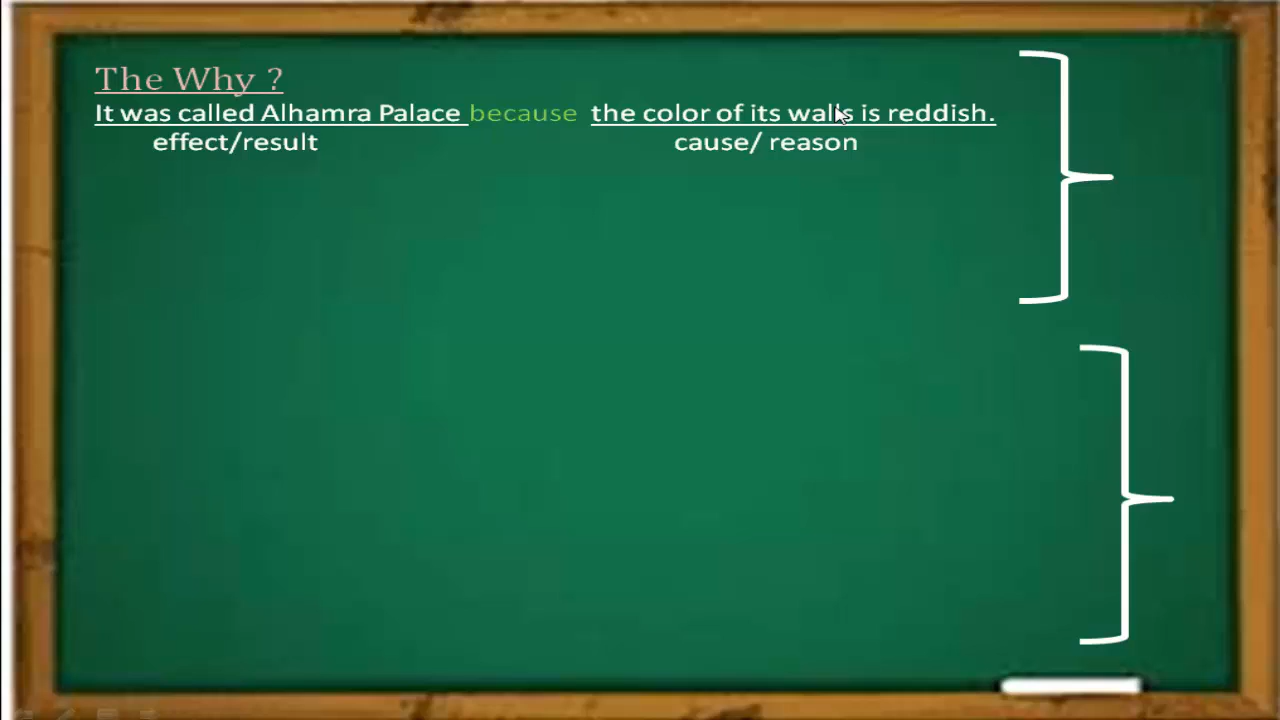 The Why ?
It was called Alhamra Palace because the color of its walls is reddish.
effect/result cause/ reason